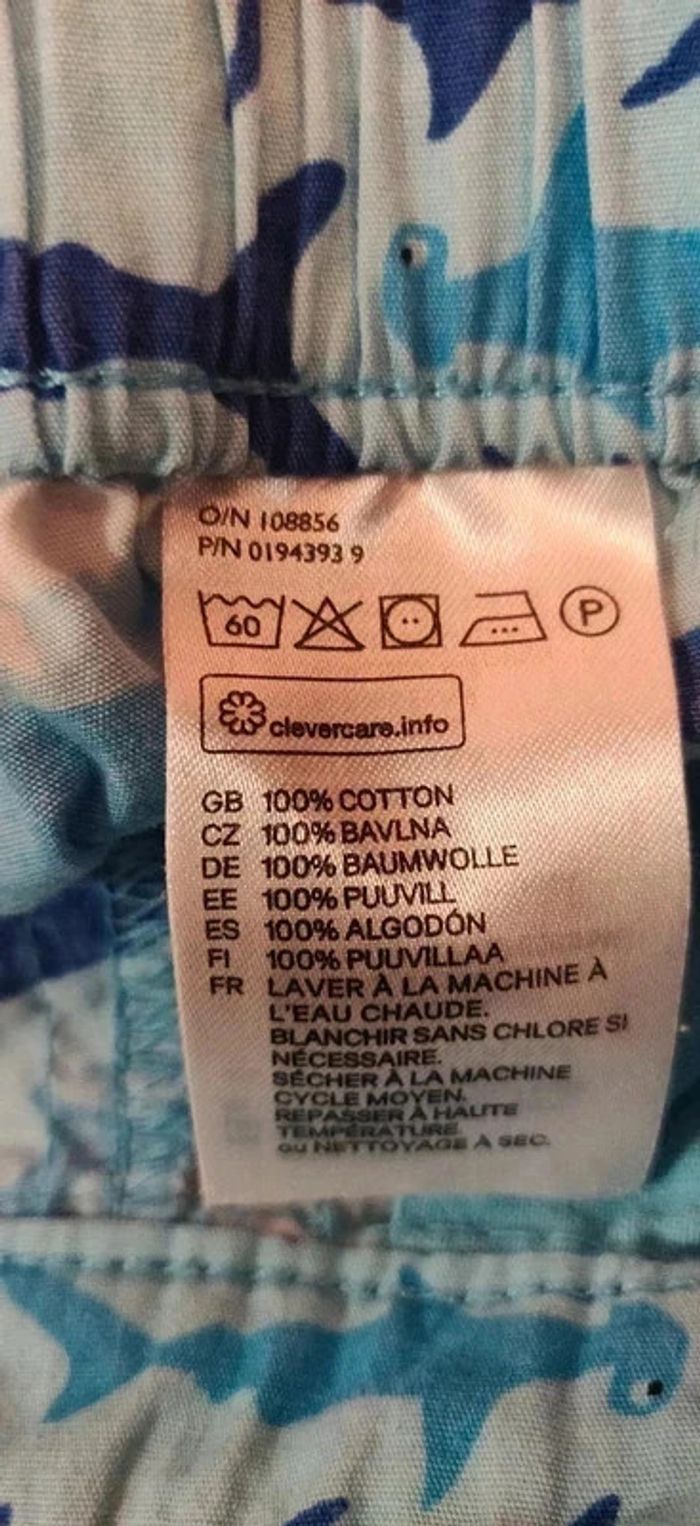 O/N 108856
P/N 0194393 9
60
P
clevercare.info
GB 100% COTTON
CZ 100% BAVLNA
DE 100% BAUMWOLLE
EE 100% PUUVILL
ES 100% ALGODÓN
FI 100% PUUVILLAA
FR LAVER À LA MACHINE À
L'EAU CHAUDE.
BLANCHIR SANS CHLORE SI
NÉCESSAIRE.
SÉCHER À LA MACHINE
CYCLE MOYEN.
REPASSER À HAUTE
TEMPÉRATURE
ou NETTOYAGE À SEC.